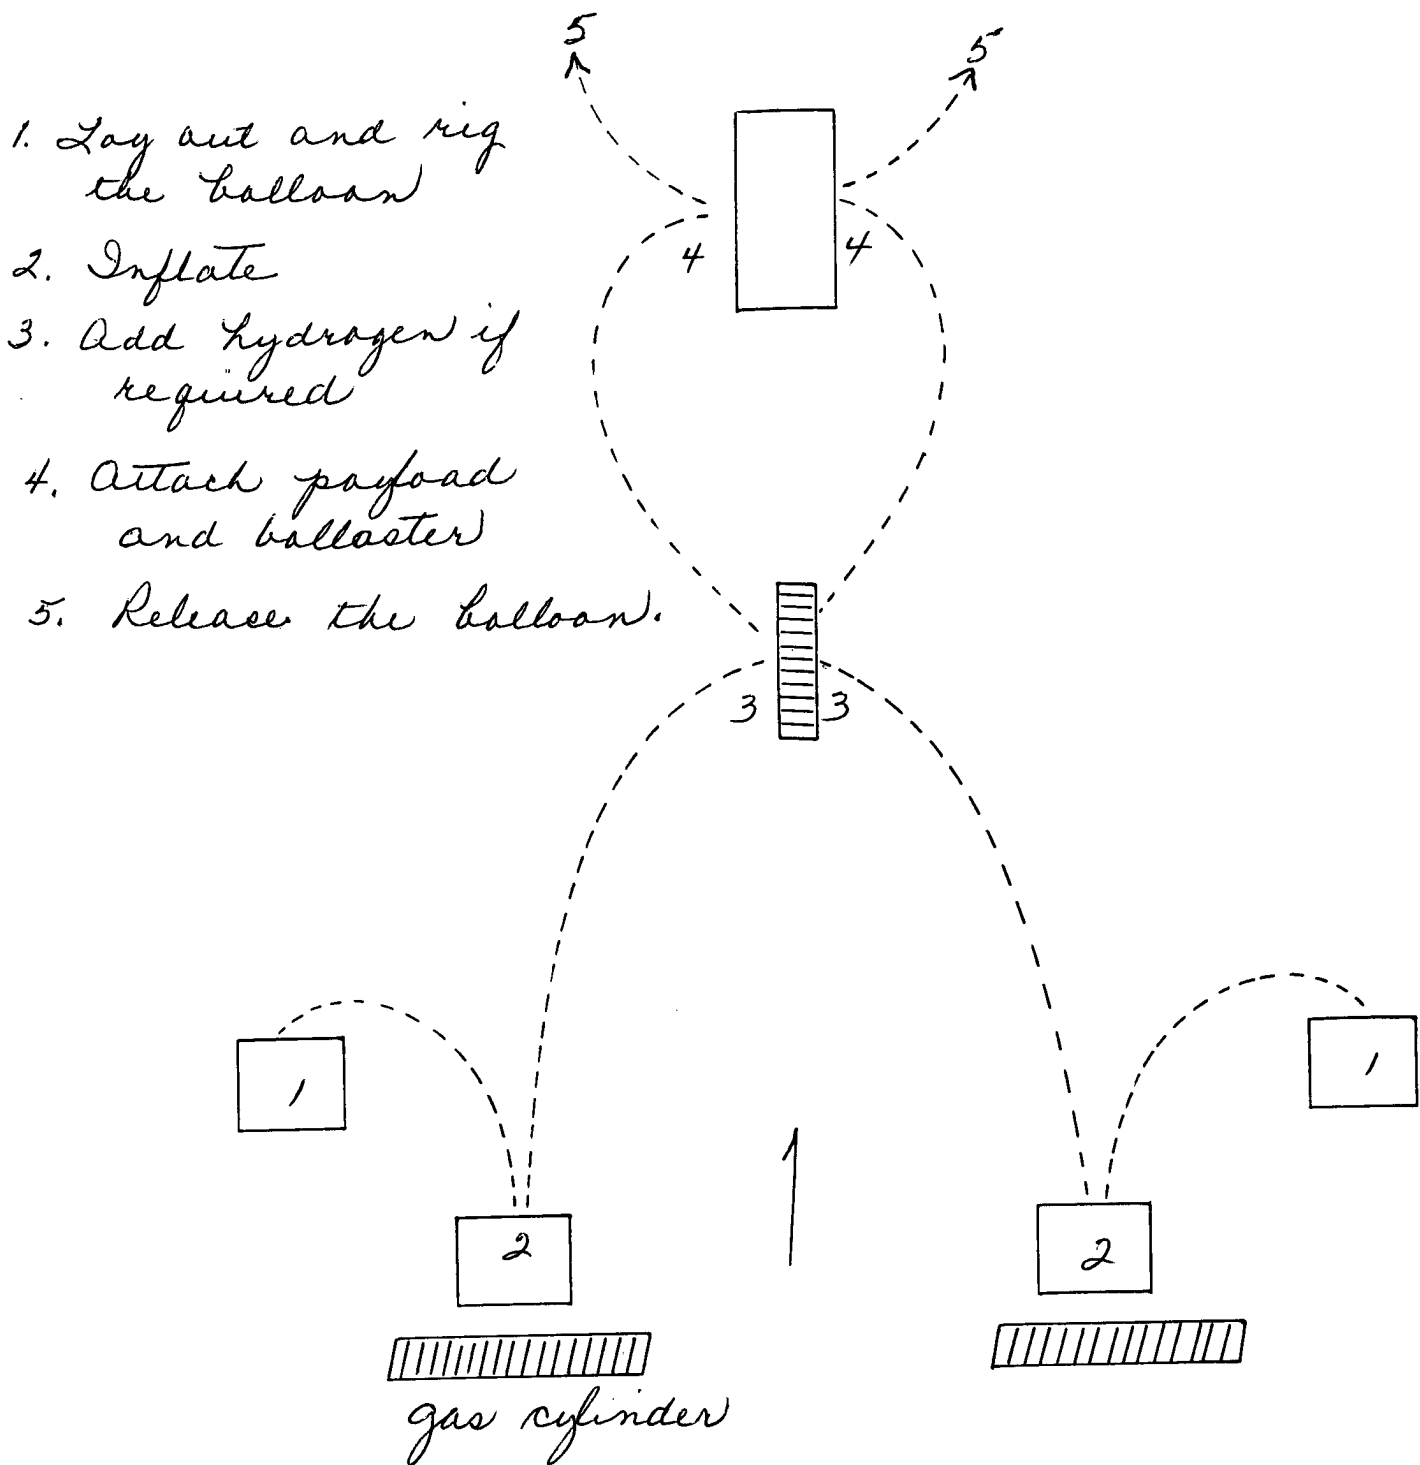 5
5
1. Lay out and rig
the balloon
2. Inflate
3. Add hydrogen if
required
4. Attach payload
and ballaster
5. Release the balloon.
4
4
3
3
1
1
2
2
gas cylinder